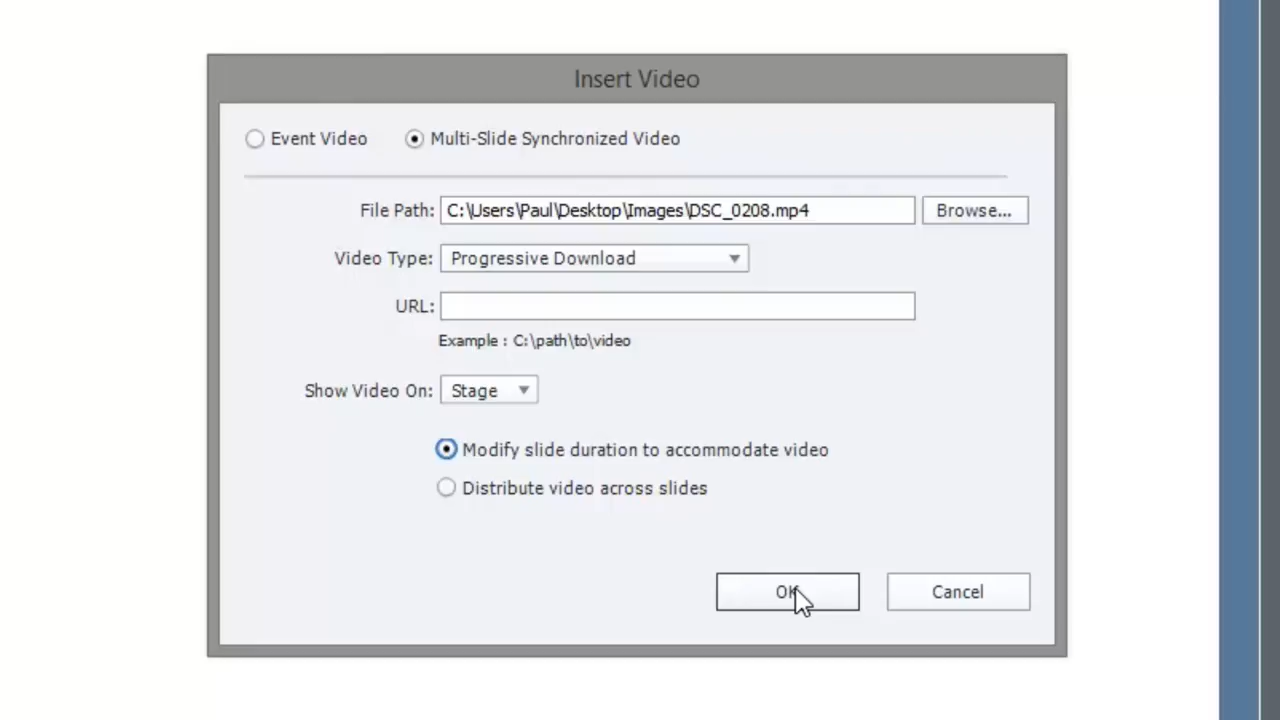 Insert Video
Event Video Multi-Slide Synchronized Video
File Path: C:\Users\Paul\Desktop\Images\DSC_0208.mp4 Browse...
Video Type: Progressive Download
URL:
Example : C:\path\to\video
Show Video On: Stage
Modify slide duration to accommodate video
Distribute video across slides
OK Cancel